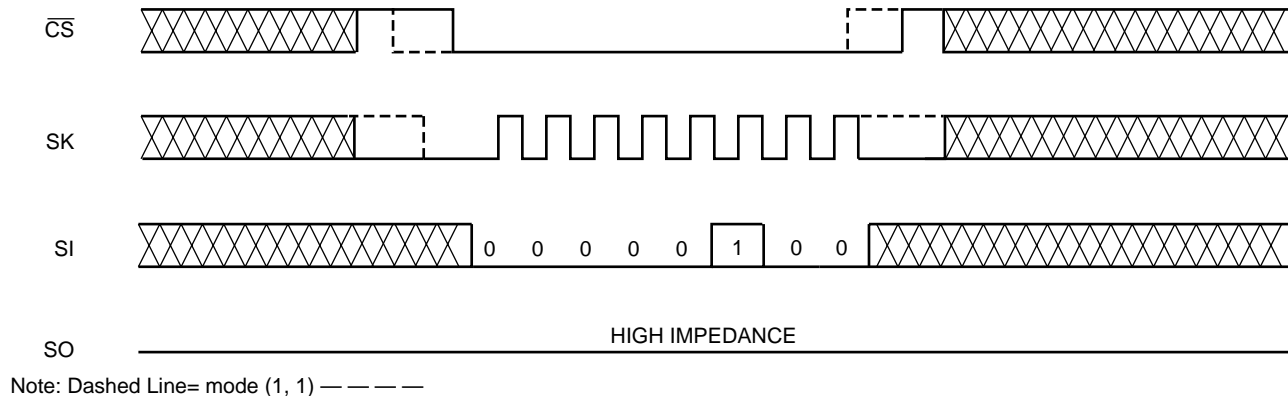 CS
SK
SI
0 0 0 0 0 1 0 0
HIGH IMPEDANCE
SO
Note: Dashed Line= mode (1, 1) — — — —